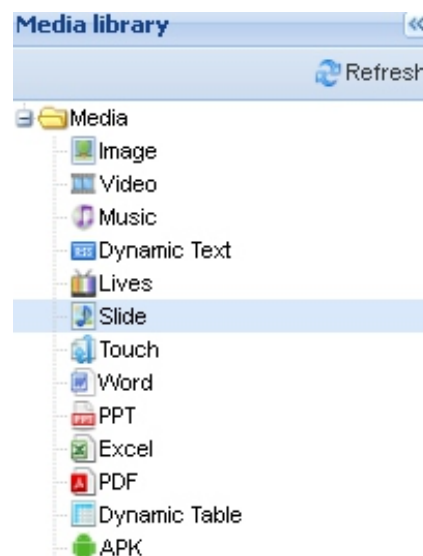 Media library
Refresh
Media
Image
Video
Music
RSS Dynamic Text
Lives
Slide
Touch
Word
PPT
Excel
PDF
Dynamic Table
APK